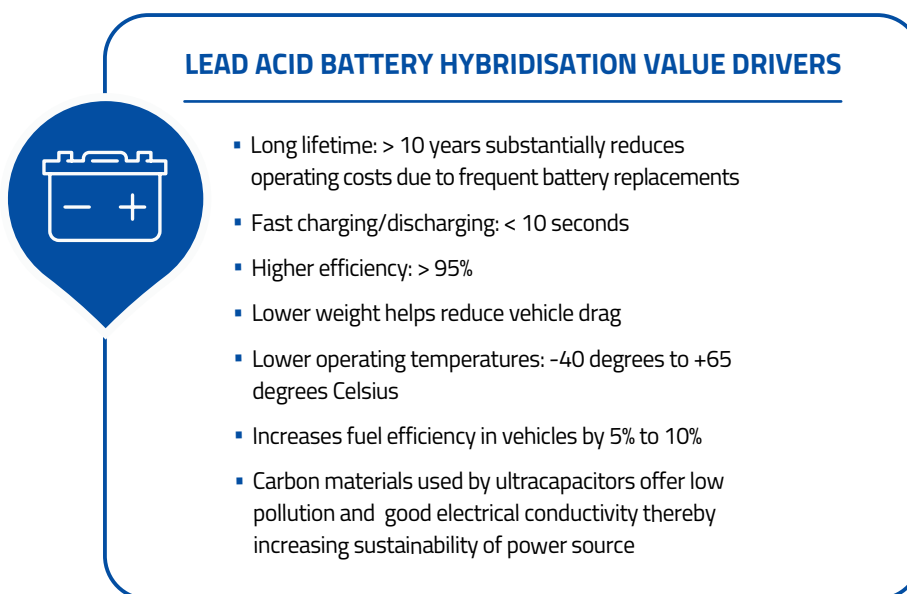 LEAD ACID BATTERY HYBRIDISATION VALUE DRIVERS
▪ Long lifetime: > 10 years substantially reduces
operating costs due to frequent battery replacements
▪ Fast charging/discharging: < 10 seconds
▪ Higher efficiency: > 95%
▪ Lower weight helps reduce vehicle drag
▪ Lower operating temperatures: -40 degrees to +65
degrees Celsius
▪ Increases fuel efficiency in vehicles by 5% to 10%
▪ Carbon materials used by ultracapacitors offer low
pollution and good electrical conductivity thereby
increasing sustainability of power source